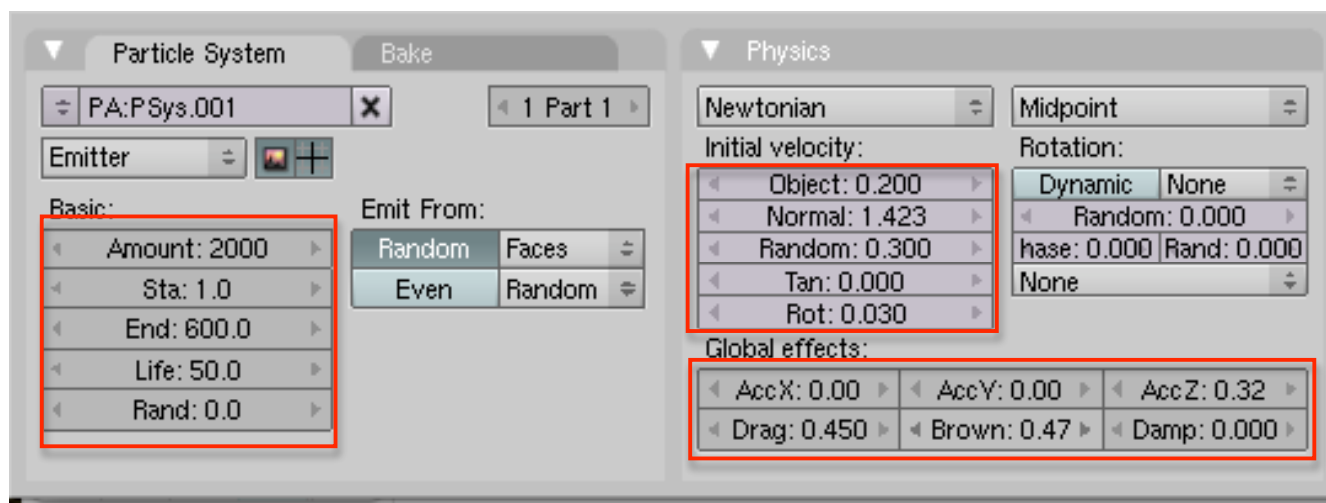 Particle System
Bake
PA:PSys.001
1 Part 1
Emitter
Basic:
Amount: 2000
Sta: 1.0
End: 600.0
Life: 50.0
Rand: 0.0
Emit From:
Random Faces
Even Random
Physics
Newtonian
Midpoint
Initial velocity:
Object: 0.200
Normal: 1.423
Random: 0.300
Tan: 0.000
Rot: 0.030
Rotation:
Dynamic None
Random: 0.000
hase: 0.000 Rand: 0.000
None
Global effects:
AccX: 0.00 AccY: 0.00 AccZ: 0.32
Drag: 0.450 Brown: 0.47 Damp: 0.000